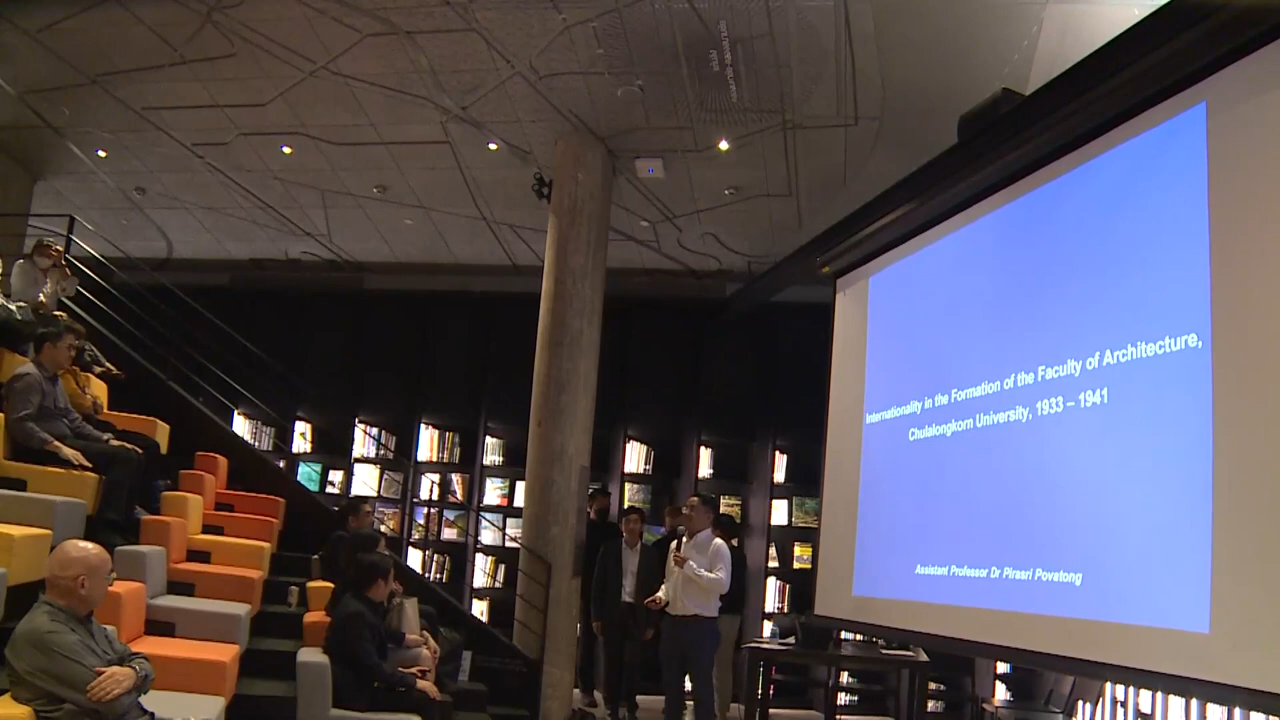 Internationality in the Formation of the Faculty of Architecture,
Chulalongkorn University, 1933 – 1941
Assistant Professor Dr Pirasri Povatong